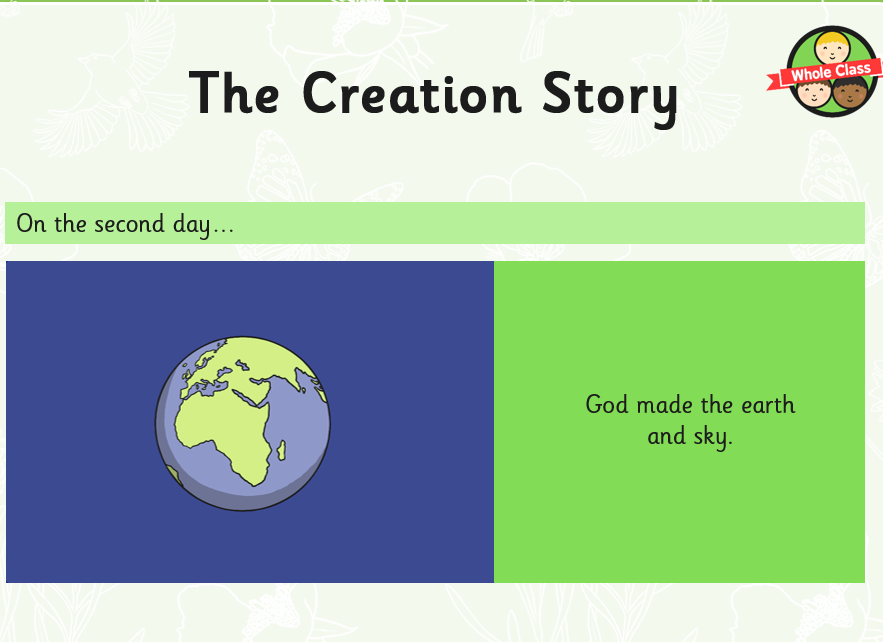 The Creation Story
Whole Class
On the second day...
God made the earth
and sky.